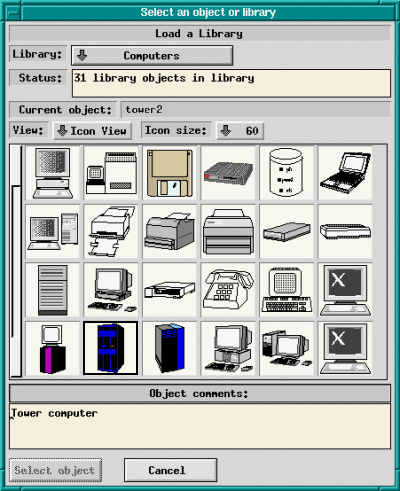 Select an object or library
Load a Library
Library: Computers
Status: 31 library objects in library
Current object: tower2
View: Icon View Icon size: 60
X
X
Object comments:
Tower computer
Select object Cancel